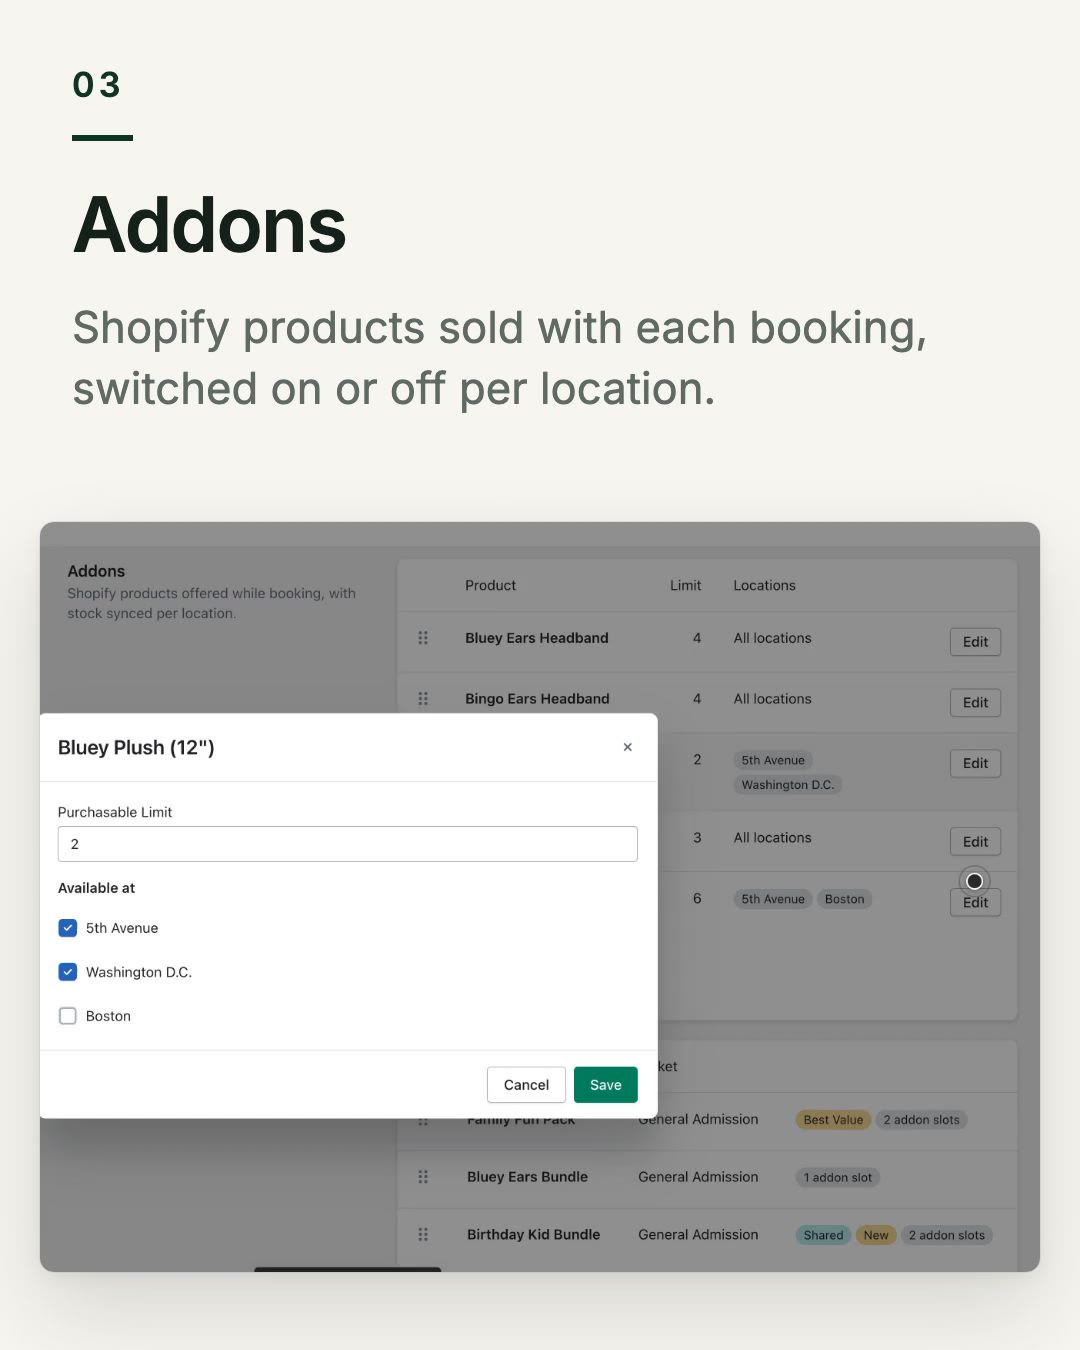 03
Addons
Shopify products sold with each booking,
switched on or off per location.
Addons
Shopify products offered while booking, with
stock synced per location.
Product Limit Locations
Bluey Ears Headband 4 All locations Edit
Bingo Ears Headband 4 All locations Edit
2 5th Avenue Edit
Washington D.C.
3 All locations Edit
6 5th Avenue Boston Edit
Bluey Plush (12") ×
Purchasable Limit
2
Available at
5th Avenue
Washington D.C.
Boston
Cancel Save
ket
Family Fun Pack General Admission Best Value 2 addon slots
Bluey Ears Bundle General Admission 1 addon slot
Birthday Kid Bundle General Admission Shared New 2 addon slots